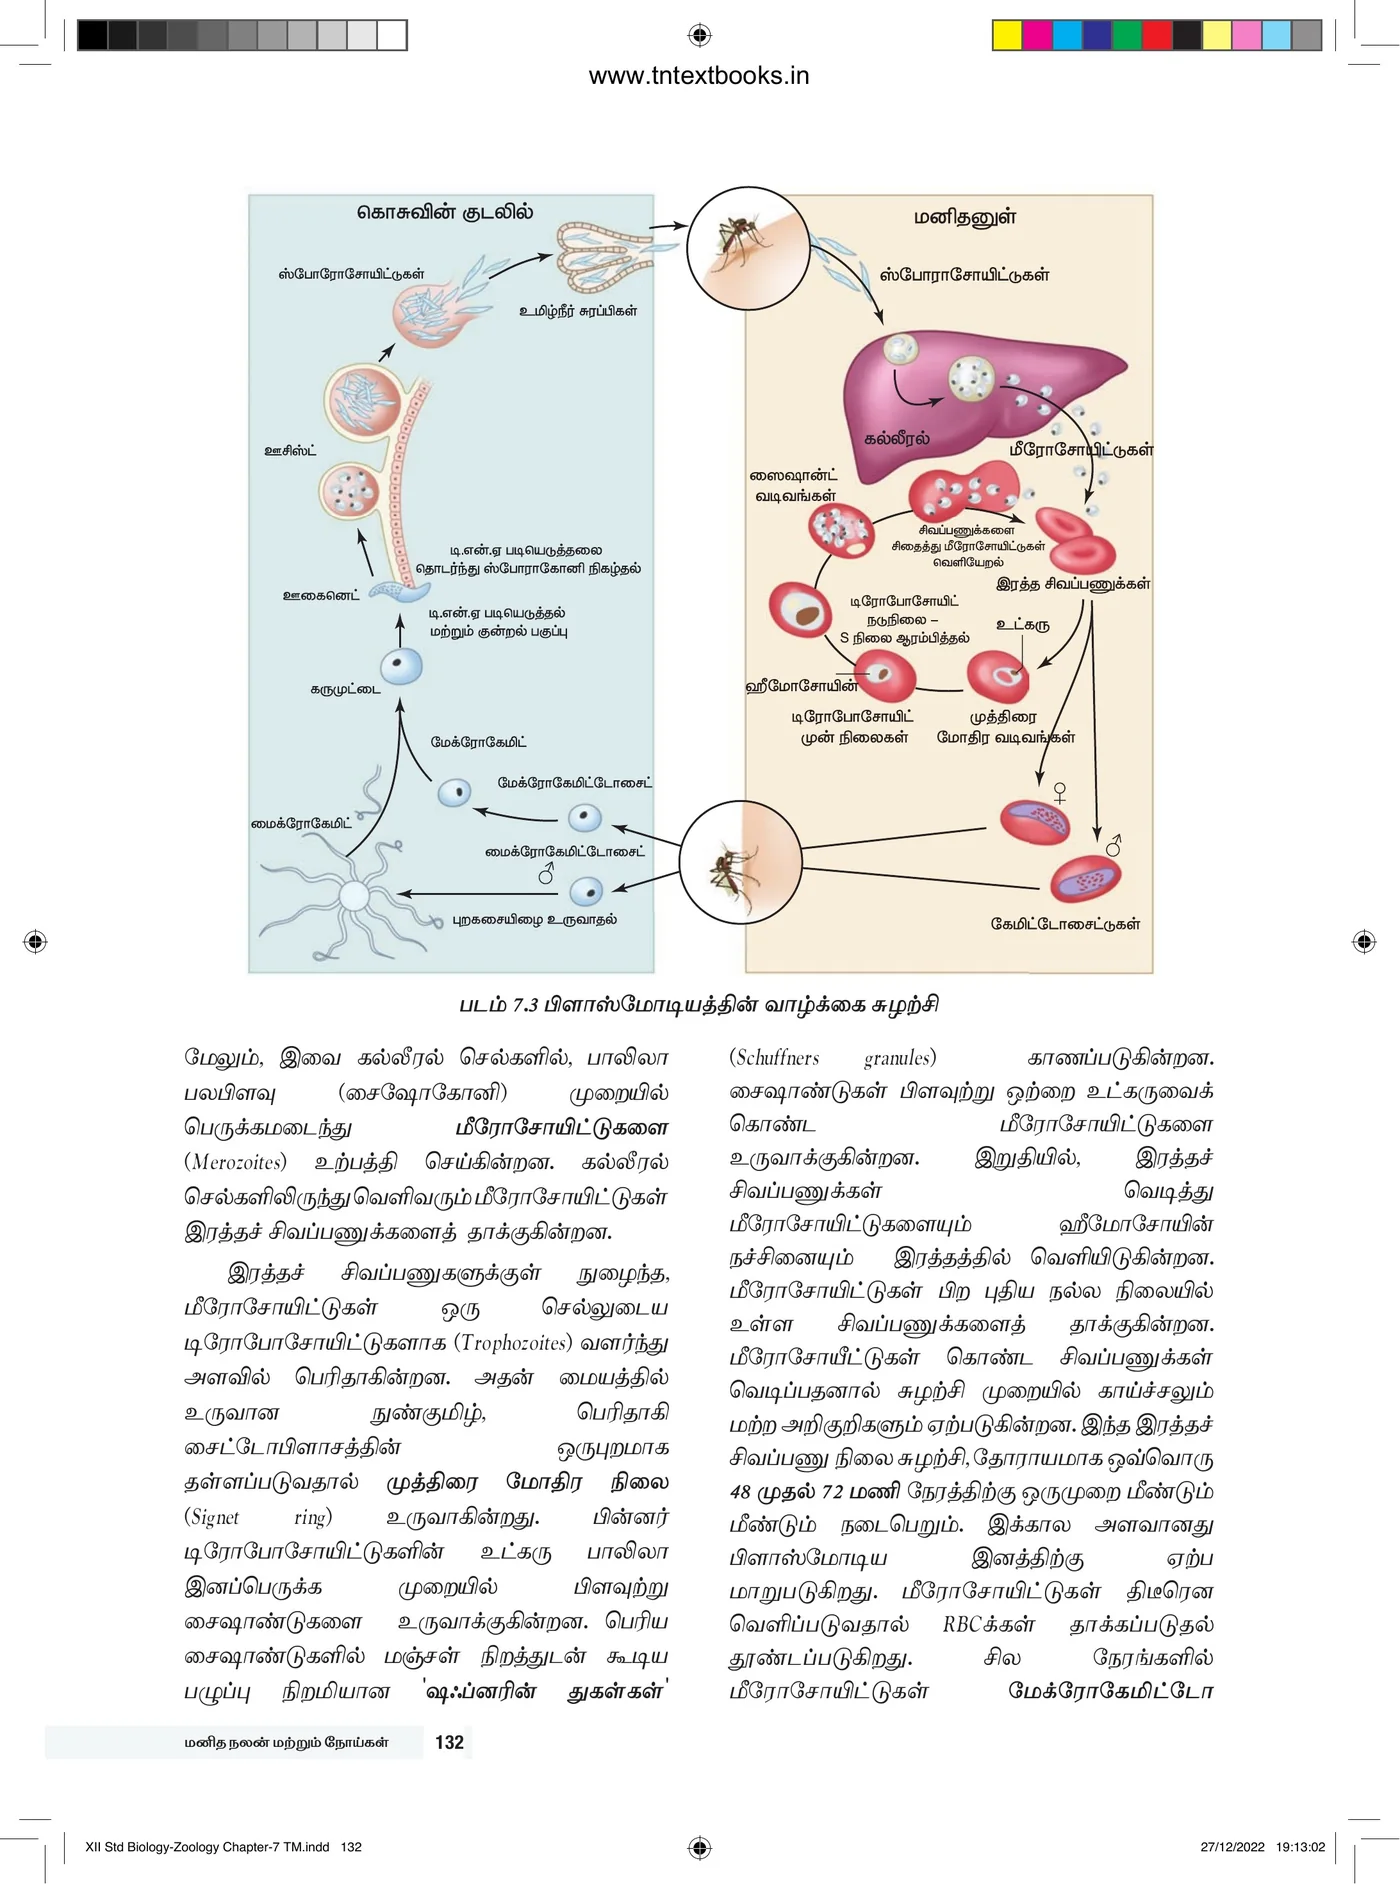 www.tntextbooks.in
கொசுவின் குடலில்
ஸ்போரோசோயிட்டுகள்
உமிழ்நீர் சுரப்பிகள்
ஊசிஸ்ட்
டி.என்.ஏ படியெடுத்தலை
தொடர்ந்து ஸ்போராகோனி நிகழ்தல்
ஊகைனெட்
டி.என்.ஏ படியெடுத்தல்
மற்றும் குன்றல் பகுப்பு
கருமுட்டை
மேக்ரோகேமிட்
மேக்ரோகேமிட்டோசைட்
மைக்ரோகேமிட்
மைக்ரோகேமிட்டோசைட்
♂
புறகசையிழை உருவாதல்
மனிதனுள்
ஸ்போராசோயிட்டுகள்
கல்லீரல்
மீரோசோயிட்டுகள்
ஸைஷான்ட்
வடிவங்கள்
சிவப்பணுக்களை
சிதைத்து மீரோசோயிட்டுகள்
வெளியேறல்
இரத்த சிவப்பணுக்கள்
டிரோபோசோயிட்
நடுநிலை –
S நிலை ஆரம்பித்தல்
உட்கரு
ஹீமோசோயின்
டிரோபோசோயிட்
முன் நிலைகள்
முத்திரை
மோதிர வடிவங்கள்
♀
♂
கேமிட்டோசைட்டுகள்
படம் 7.3 பிளாஸ்மோடியத்தின் வாழ்க்கை சுழற்சி
மேலும், இவை கல்லீரல் செல்களில், பாலிலா
பலபிளவு (சைஷோகோனி) முறையில்
பெருக்கமடைந்து மீரோசோயிட்டுகளை
(Merozoites) உற்பத்தி செய்கின்றன. கல்லீரல்
செல்களிலிருந்து வெளிவரும் மீரோசோயிட்டுகள்
இரத்தச் சிவப்பணுக்களைத் தாக்குகின்றன.
இரத்தச் சிவப்பணுகளுக்குள் நுழைந்த,
மீரோசோயிட்டுகள் ஒரு செல்லுடைய
டிரோபோசோயிட்டுகளாக (Trophozoites) வளர்ந்து
அளவில் பெரிதாகின்றன. அதன் மையத்தில்
உருவான நுண்குமிழ், பெரிதாகி
சைட்டோபிளாசத்தின் ஒருபுறமாக
தள்ளப்படுவதால் முத்திரை மோதிர நிலை
(Signet ring) உருவாகின்றது. பின்னர்
டிரோபோசோயிட்டுகளின் உட்கரு பாலிலா
இனப்பெருக்க முறையில் பிளவுற்று
சைஷாண்டுகளை உருவாக்குகின்றன. பெரிய
சைஷாண்டுகளில் மஞ்சள் நிறத்துடன் கூடிய
பழுப்பு நிறமியான 'ஷஃப்னரின் துகள்கள்'
(Schuffners granules) காணப்படுகின்றன.
சைஷாண்டுகள் பிளவுற்று ஒற்றை உட்கருவைக்
கொண்ட மீரோசோயிட்டுகளை
உருவாக்குகின்றன. இறுதியில், இரத்தச்
சிவப்பணுக்கள் வெடித்து
மீரோசோயிட்டுகளையும் ஹீமோசோயின்
நச்சினையும் இரத்தத்தில் வெளியிடுகின்றன.
மீரோசோயிட்டுகள் பிற புதிய நல்ல நிலையில்
உள்ள சிவப்பணுக்களைத் தாக்குகின்றன.
மீரோசோயீட்டுகள் கொண்ட சிவப்பணுக்கள்
வெடிப்பதனால் சுழற்சி முறையில் காய்ச்சலும்
மற்ற அறிகுறிகளும் ஏற்படுகின்றன. இந்த இரத்தச்
சிவப்பணு நிலை சுழற்சி, தோராயமாக ஒவ்வொரு
48 முதல் 72 மணி நேரத்திற்கு ஒருமுறை மீண்டும்
மீண்டும் நடைபெறும். இக்கால அளவானது
பிளாஸ்மோடிய இனத்திற்கு ஏற்ப
மாறுபடுகிறது. மீரோசோயிட்டுகள் திடீரென
வெளிப்படுவதால் RBCக்கள் தாக்கப்படுதல்
தூண்டப்படுகிறது. சில நேரங்களில்
மீரோசோயிட்டுகள் மேக்ரோகேமிட்டோ
மனித நலன் மற்றும் நோய்கள் 132
XII Std Biology-Zoology Chapter-7 TM.indd 132
27/12/2022 19:13:02